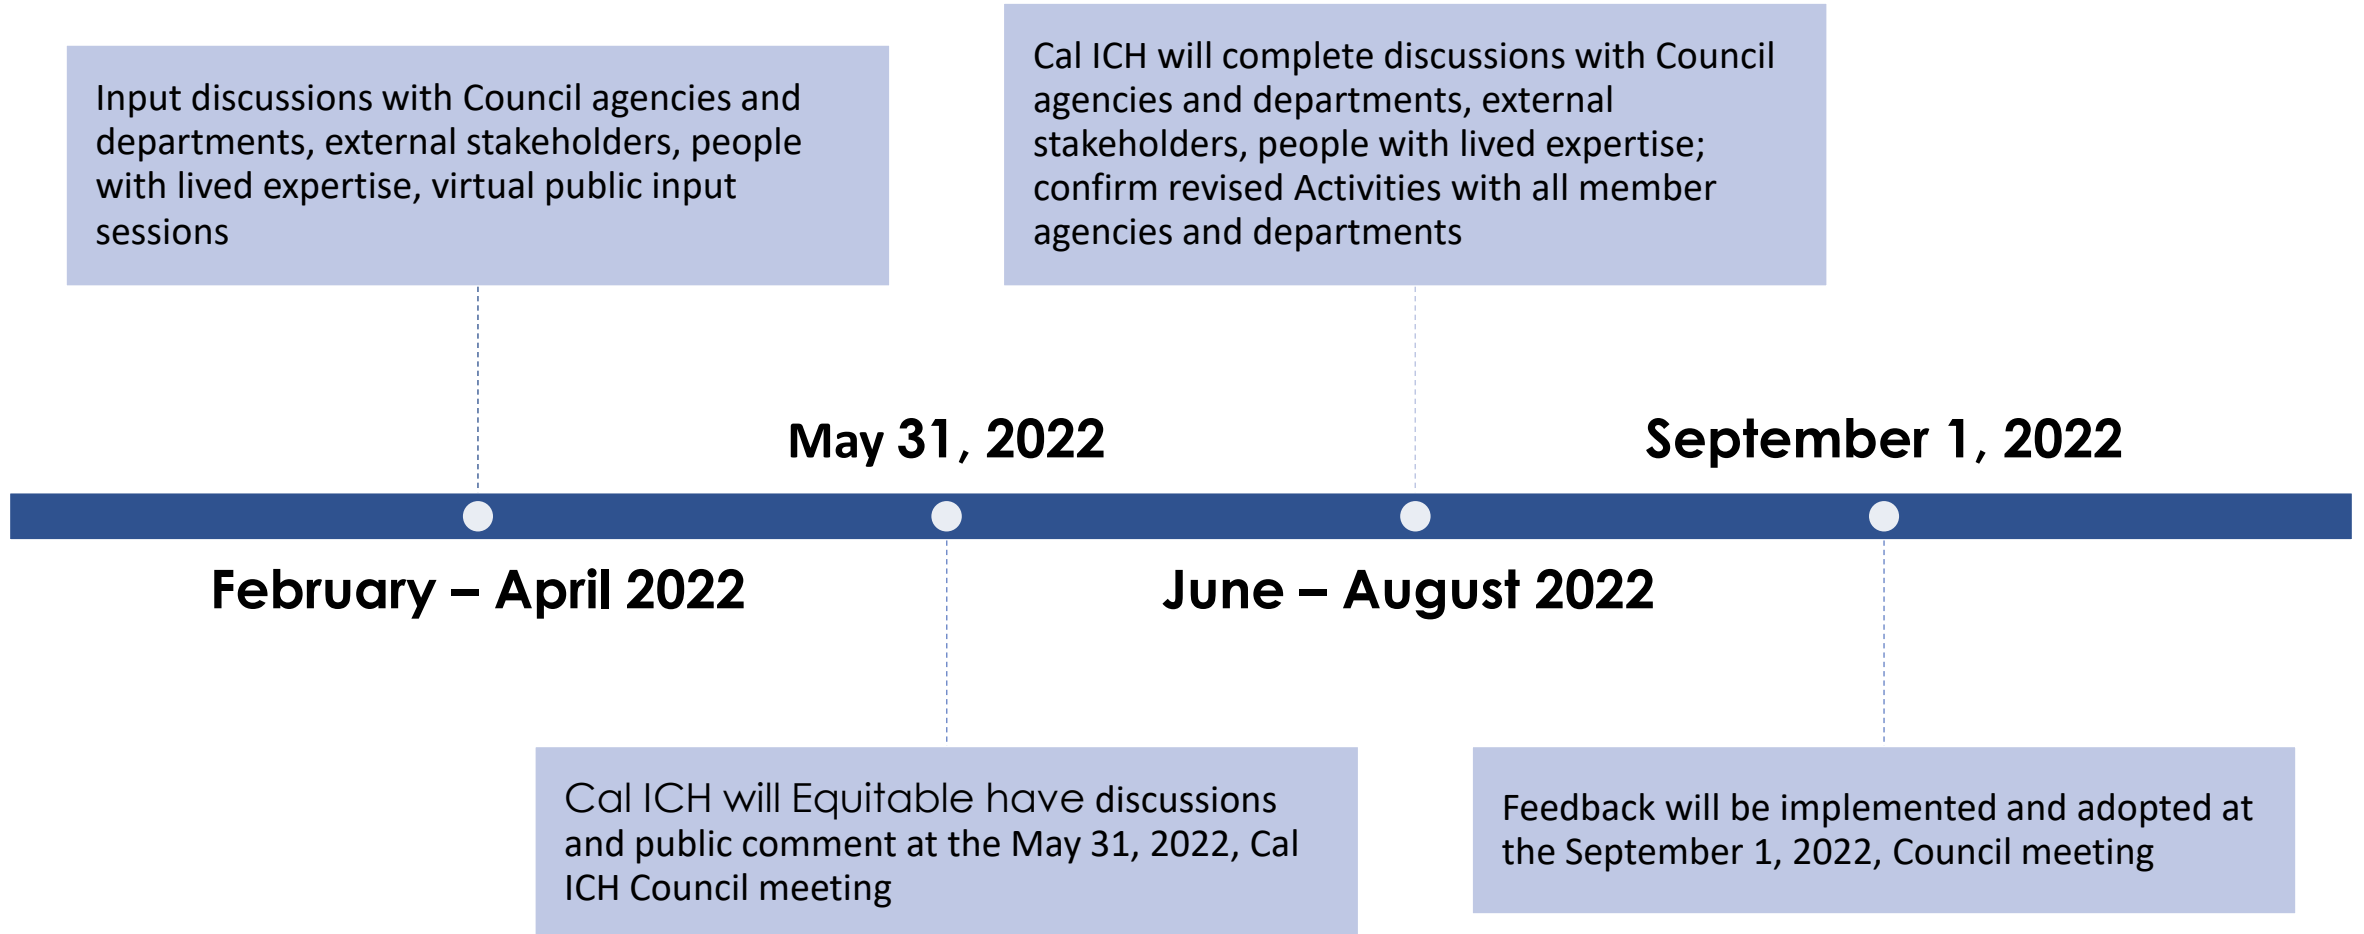 Input discussions with Council agencies and
departments, external stakeholders, people
with lived expertise, virtual public input
sessions
Cal ICH will complete discussions with Council
agencies and departments, external
stakeholders, people with lived expertise;
confirm revised Activities with all member
agencies and departments
May 31, 2022
September 1, 2022
February – April 2022
June – August 2022
Cal ICH will Equitable have discussions
and public comment at the May 31, 2022, Cal
ICH Council meeting
Feedback will be implemented and adopted at
the September 1, 2022, Council meeting